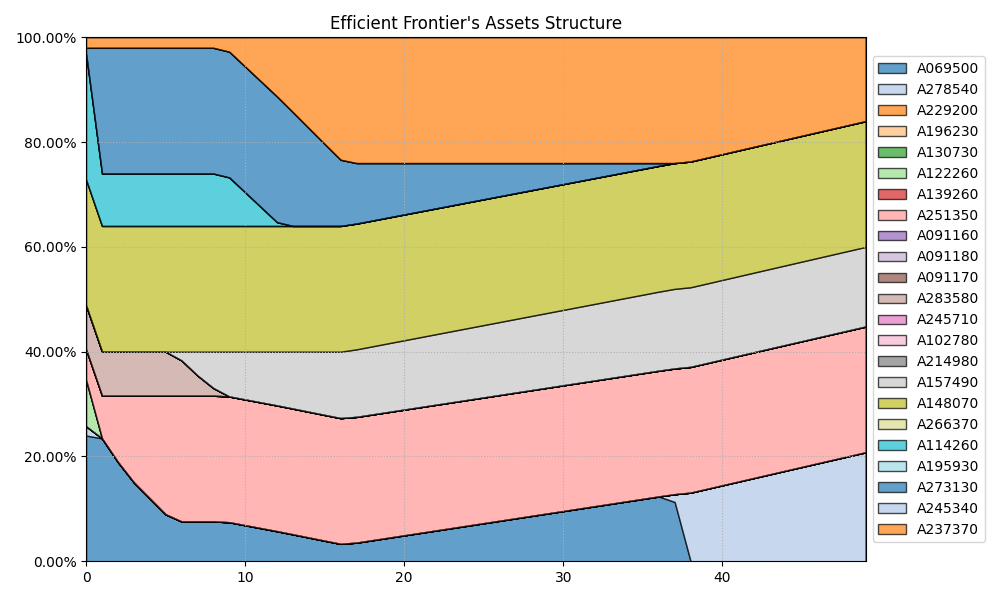 Efficient Frontier's Assets Structure
100.00%
80.00%
60.00%
40.00%
20.00%
0.00%
0
10
20
30
40
A069500
A278540
A229200
A196230
A130730
A122260
A139260
A251350
A091160
A091180
A091170
A283580
A245710
A102780
A214980
A157490
A148070
A266370
A114260
A195930
A273130
A245340
A237370